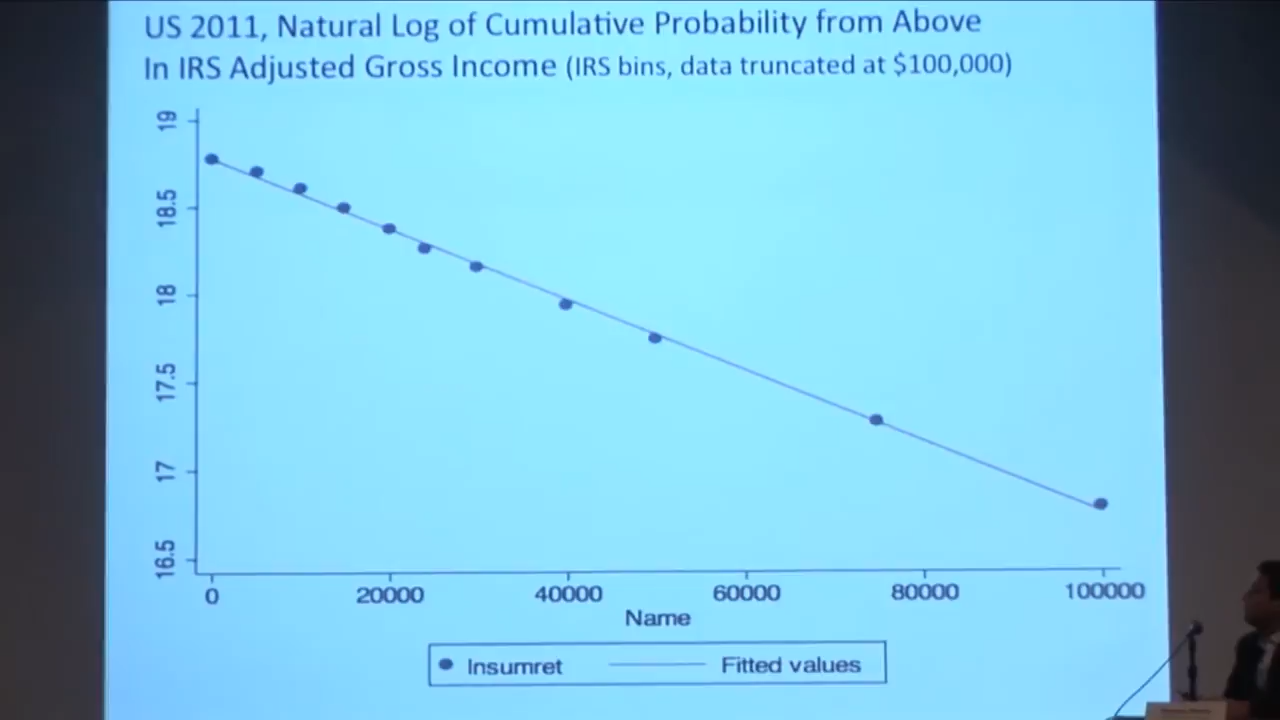 US 2011, Natural Log of Cumulative Probability from Above
In IRS Adjusted Gross Income (IRS bins, data truncated at $100,000)
19
18.5
18
17.5
17
16.5
0 20000 40000 60000 80000 100000
Name
lnsumret Fitted values